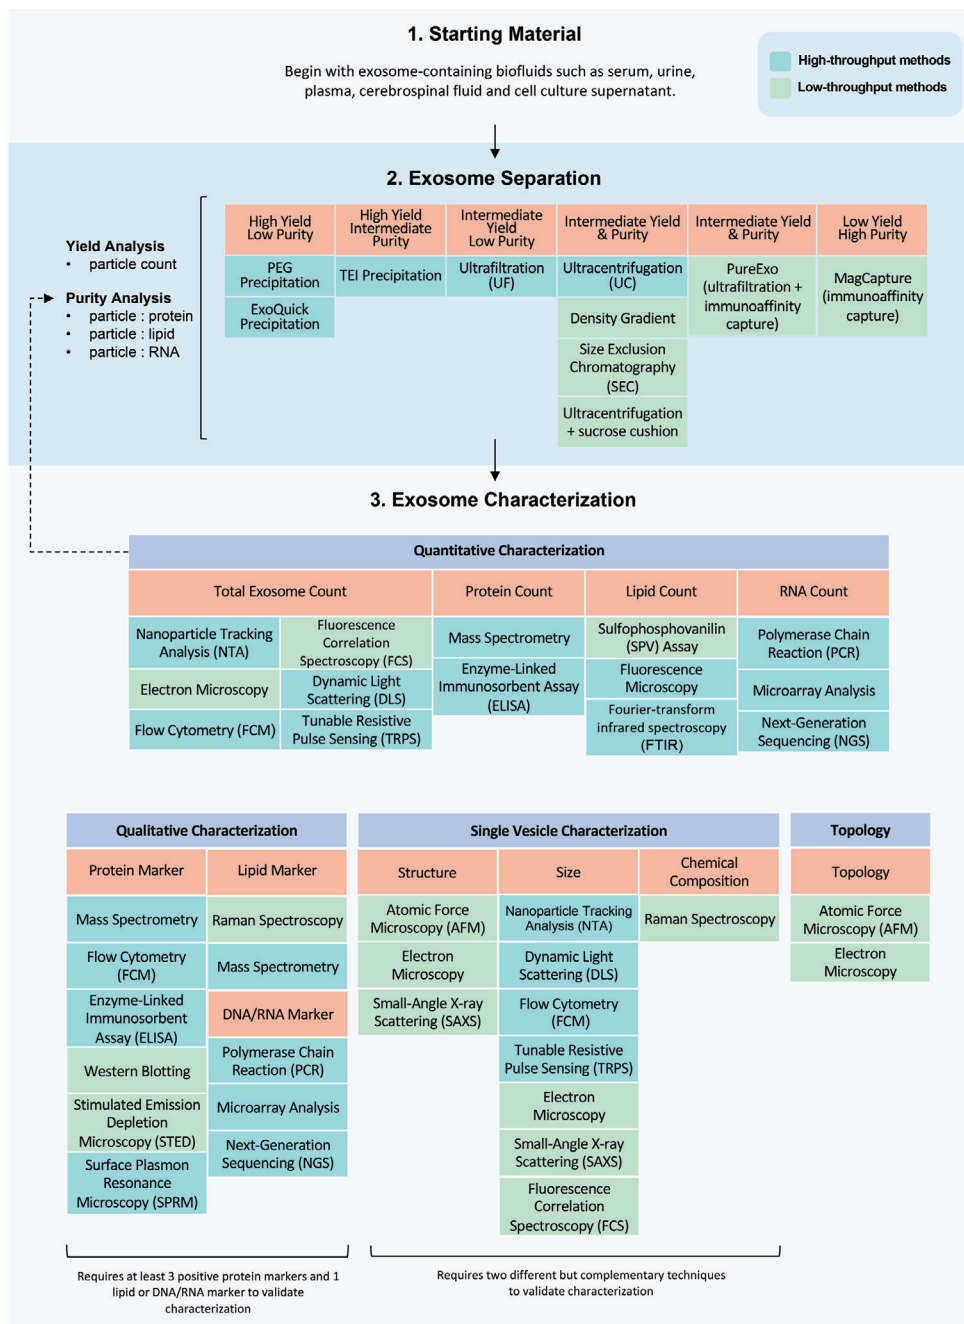 1. Starting Material
Begin with exosome-containing biofluids such as serum, urine,
plasma, cerebrospinal fluid and cell culture supernatant.
High-throughput methods
Low-throughput methods
2. Exosome Separation
Yield Analysis
• particle count
Purity Analysis
• particle : protein
• particle : lipid
• particle : RNA
High Yield
Low Purity
PEG
Precipitation
ExoQuick
Precipitation
High Yield
Intermediate
Purity
TEI Precipitation
Intermediate
Yield
Low Purity
Ultrafiltration
(UF)
Intermediate Yield
& Purity
Ultracentrifugation
(UC)
Density Gradient
Size Exclusion
Chromatography
(SEC)
Ultracentrifugation
+ sucrose cushion
Intermediate Yield
& Purity
PureExo
(ultrafiltration +
immunoaffinity
capture)
Low Yield
High Purity
MagCapture
(immunoaffinity
capture)
3. Exosome Characterization
Quantitative Characterization
Total Exosome Count
Nanoparticle Tracking
Analysis (NTA)
Electron Microscopy
Flow Cytometry (FCM)
Fluorescence
Correlation
Spectroscopy (FCS)
Dynamic Light
Scattering (DLS)
Tunable Resistive
Pulse Sensing (TRPS)
Protein Count
Mass Spectrometry
Enzyme-Linked
Immunosorbent Assay
(ELISA)
Lipid Count
Sulfophosphovanilin
(SPV) Assay
Fluorescence
Microscopy
Fourier-transform
infrared spectroscopy
(FTIR)
RNA Count
Polymerase Chain
Reaction (PCR)
Microarray Analysis
Next-Generation
Sequencing (NGS)
Qualitative Characterization
Protein Marker
Mass Spectrometry
Flow Cytometry
(FCM)
Enzyme-Linked
Immunosorbent
Assay (ELISA)
Western Blotting
Stimulated Emission
Depletion
Microscopy (STED)
Surface Plasmon
Resonance
Microscopy (SPRM)
Lipid Marker
Raman Spectroscopy
Mass Spectrometry
DNA/RNA Marker
Polymerase Chain
Reaction (PCR)
Microarray Analysis
Next-Generation
Sequencing (NGS)
Requires at least 3 positive protein markers and 1
lipid or DNA/RNA marker to validate
characterization
Single Vesicle Characterization
Structure
Atomic Force
Microscopy (AFM)
Electron
Microscopy
Small-Angle X-ray
Scattering (SAXS)
Size
Nanoparticle Tracking
Analysis (NTA)
Dynamic Light
Scattering (DLS)
Flow Cytometry
(FCM)
Tunable Resistive
Pulse Sensing (TRPS)
Electron
Microscopy
Small-Angle X-ray
Scattering (SAXS)
Fluorescence
Correlation
Spectroscopy (FCS)
Chemical
Composition
Raman Spectroscopy
Requires two different but complementary techniques
to validate characterization
Topology
Topology
Atomic Force
Microscopy (AFM)
Electron
Microscopy